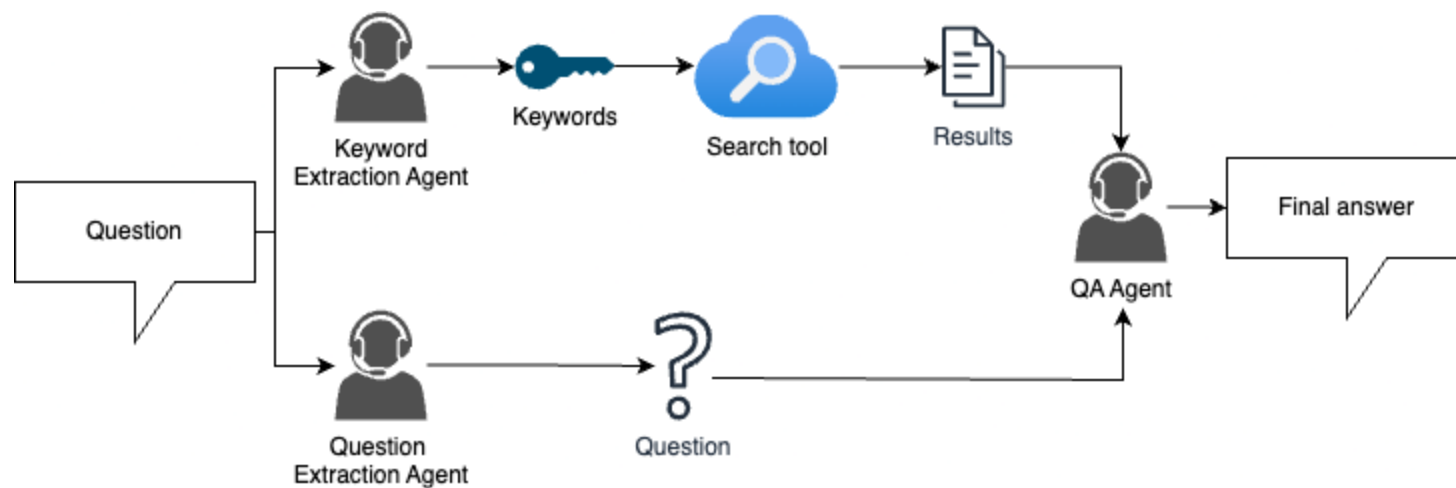 Question
Keyword
Extraction Agent
Keywords
Search tool
Results
Question
Extraction Agent
Question
QA Agent
Final answer